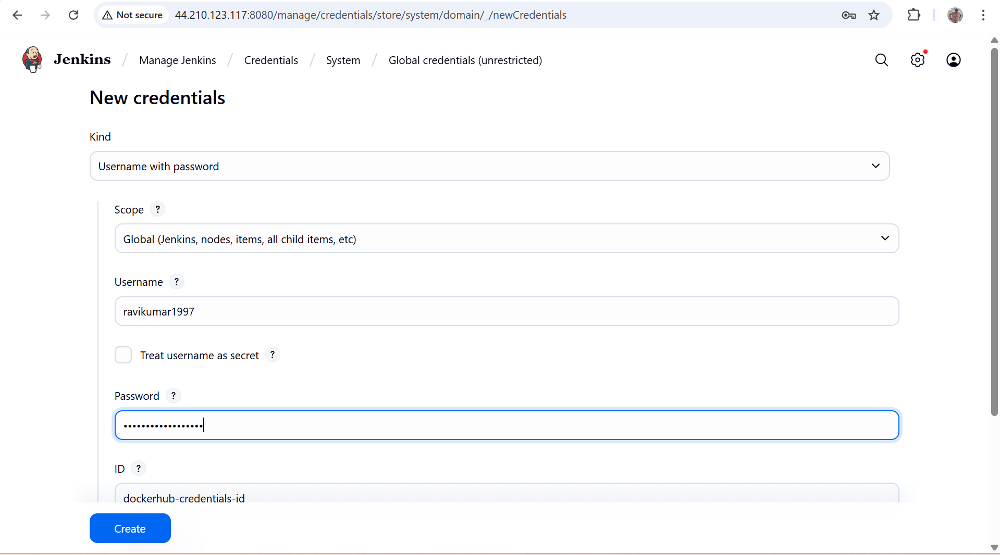 Not secure 44.210.123.117:8080/manage/credentials/store/system/domain/_/newCredentials
Jenkins / Manage Jenkins / Credentials / System / Global credentials (unrestricted)
New credentials
Kind
Username with password
Scope ?
Global (Jenkins, nodes, items, all child items, etc)
Username ?
ravikumar1997
Treat username as secret ?
Password ?
••••••••••••••••••
ID ?
dockerhub-credentials-id
Create